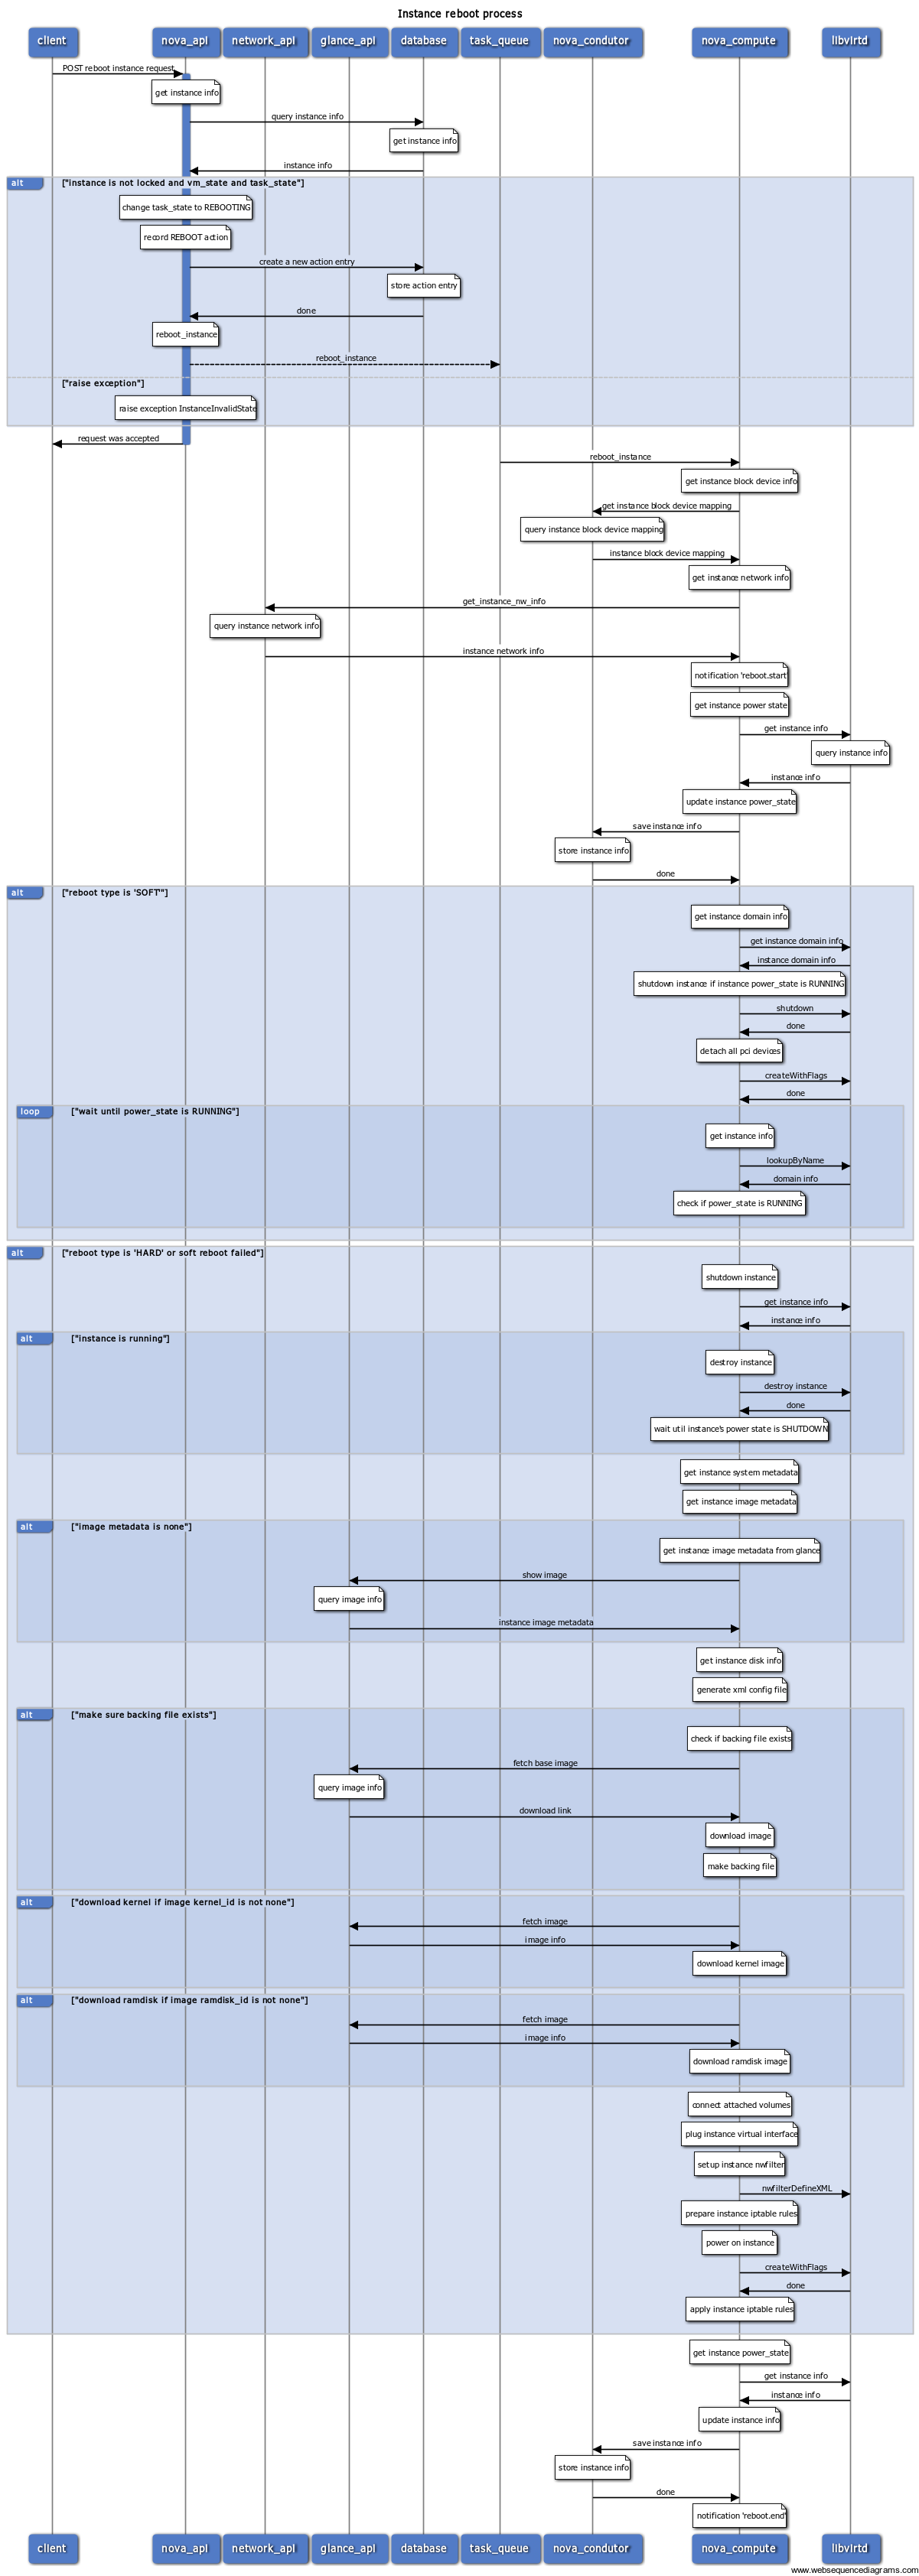 Instance reboot process
client nova_api network_api glance_api database task_queue nova_condutor nova_compute libvirtd
POST reboot instance request
get instance info
query instance info
get instance info
instance info
alt ["instance is not locked and vm_state and task_state"]
change task_state to REBOOTING
record REBOOT action
create a new action entry
store action entry
done
reboot_instance
reboot_instance
["raise exception"]
raise exception InstanceInvalidState
request was accepted
reboot_instance
get instance block device info
get instance block device mapping
query instance block device mapping
instance block device mapping
get instance network info
get_instance_nw_info
query instance network info
instance network info
notification 'reboot.start'
get instance power state
get instance info
query instance info
instance info
update instance power_state
save instance info
store instance info
done
alt ["reboot type is 'SOFT'"]
get instance domain info
get instance domain info
instance domain info
shutdown instance if instance power_state is RUNNING
shutdown
done
detach all pci devices
createWithFlags
done
loop ["wait until power_state is RUNNING"]
get instance info
lookupByName
domain info
check if power_state is RUNNING
alt ["reboot type is 'HARD' or soft reboot failed"]
shutdown instance
get instance info
instance info
alt ["instance is running"]
destroy instance
destroy instance
done
wait util instance's power state is SHUTDOWN
get instance system metadata
get instance image metadata
alt ["image metadata is none"]
get instance image metadata from glance
show image
query image info
instance image metadata
get instance disk info
generate xml config file
alt ["make sure backing file exists"]
check if backing file exists
fetch base image
query image info
download link
download image
make backing file
alt ["download kernel if image kernel_id is not none"]
fetch image
image info
download kernel image
alt ["download ramdisk if image ramdisk_id is not none"]
fetch image
image info
download ramdisk image
connect attached volumes
plug instance virtual interface
setup instance nwfilter
nwfilterDefineXML
prepare instance iptable rules
power on instance
createWithFlags
done
apply instance iptable rules
get instance power_state
get instance info
instance info
update instance info
save instance info
store instance info
done
notification 'reboot.end'
client nova_api network_api glance_api database task_queue nova_condutor nova_compute libvirtd
www.websequencediagrams.com